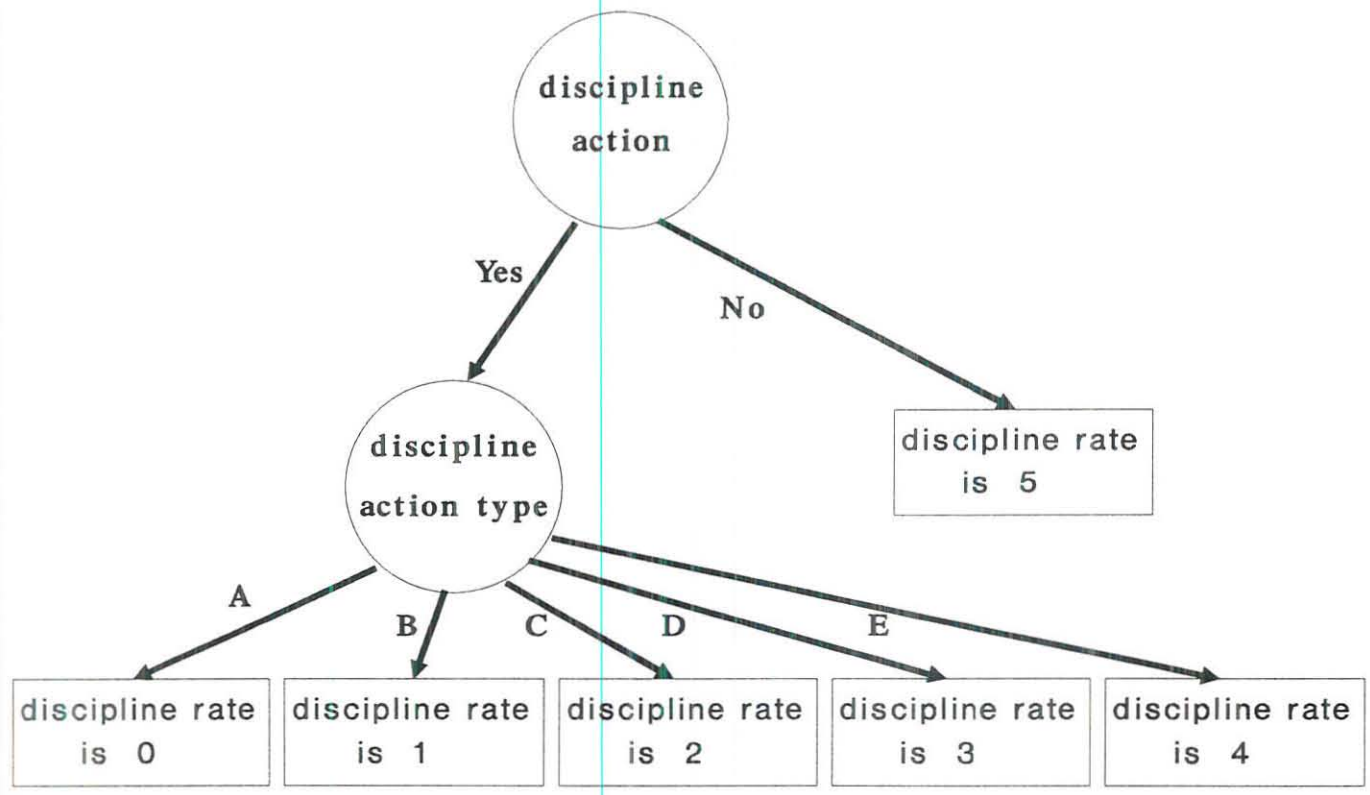 discipline
action
Yes
No
discipline
action type
discipline rate
is 5
A
B
C
D
E
discipline rate
is 0
discipline rate
is 1
discipline rate
is 2
discipline rate
is 3
discipline rate
is 4